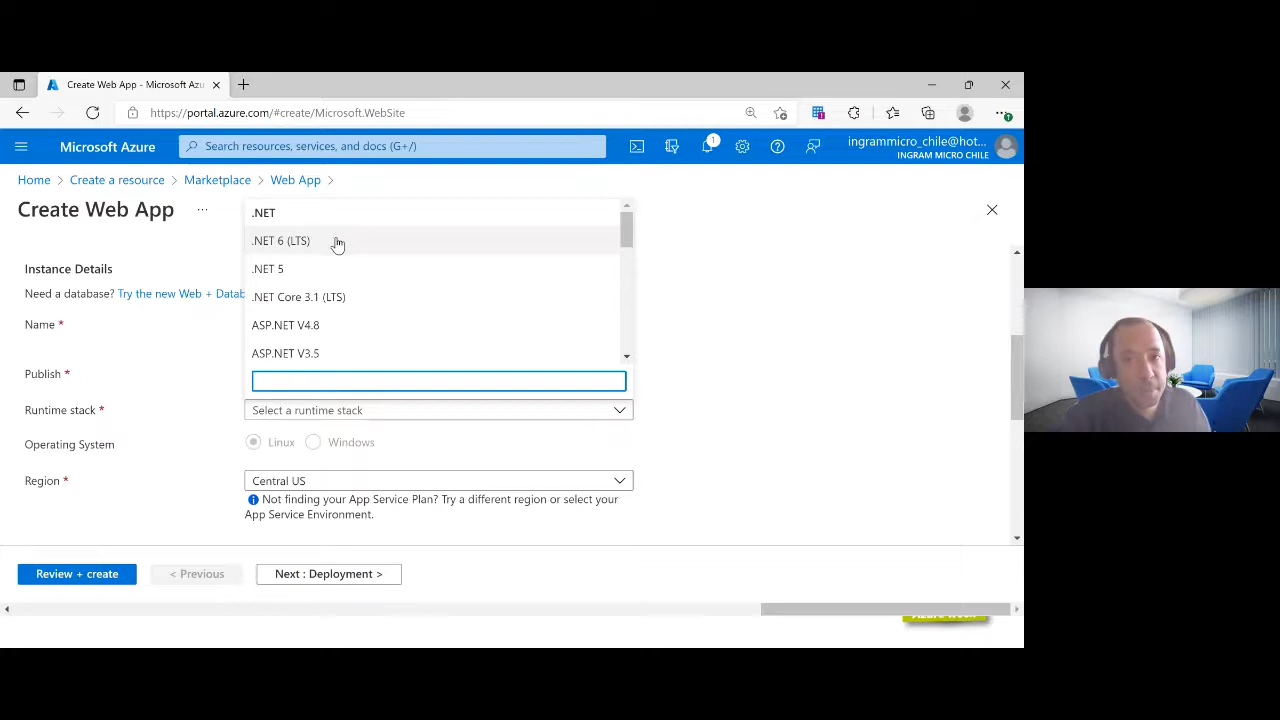 Create Web App - Microsoft Azu
https://portal.azure.com/#create/Microsoft.WebSite
Microsoft Azure
Search resources, services, and docs (G+/)
1
ingrammicro_chile@hot...
INGRAM MICRO CHILE
Home > Create a resource > Marketplace > Web App >
Create Web App ...
.NET
.NET 6 (LTS)
.NET 5
.NET Core 3.1 (LTS)
ASP.NET V4.8
ASP.NET V3.5
Instance Details
Need a database? Try the new Web + Datab
Name *
Publish *
Runtime stack *
Select a runtime stack
Operating System
Linux
Windows
Region *
Central US
Not finding your App Service Plan? Try a different region or select your
App Service Environment.
Review + create
< Previous
Next : Deployment >